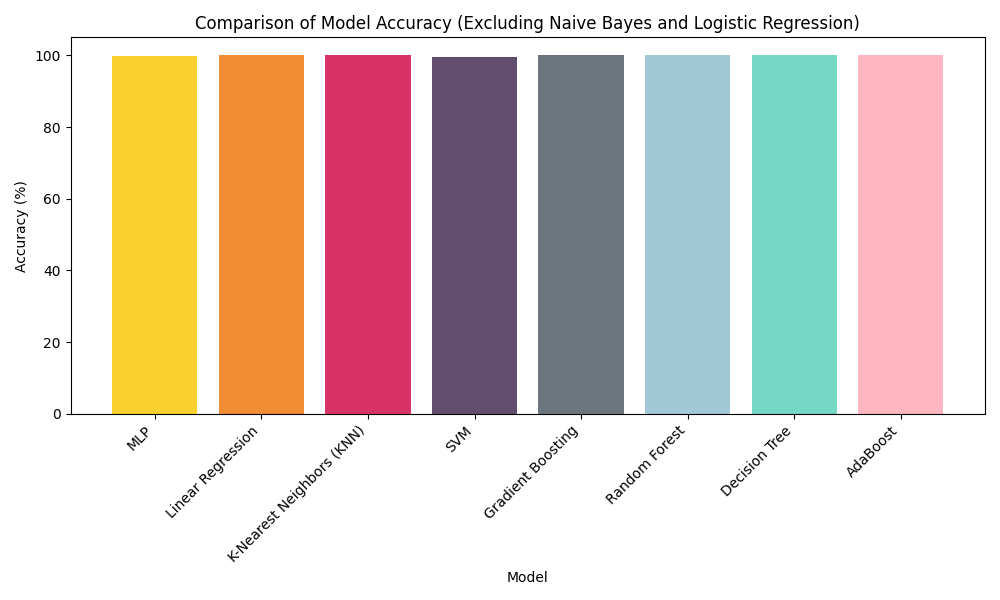 Comparison of Model Accuracy (Excluding Naive Bayes and Logistic Regression)
Accuracy (%)
100
80
60
40
20
0
MLP
Linear Regression
K-Nearest Neighbors (KNN)
SVM
Gradient Boosting
Random Forest
Decision Tree
AdaBoost
Model